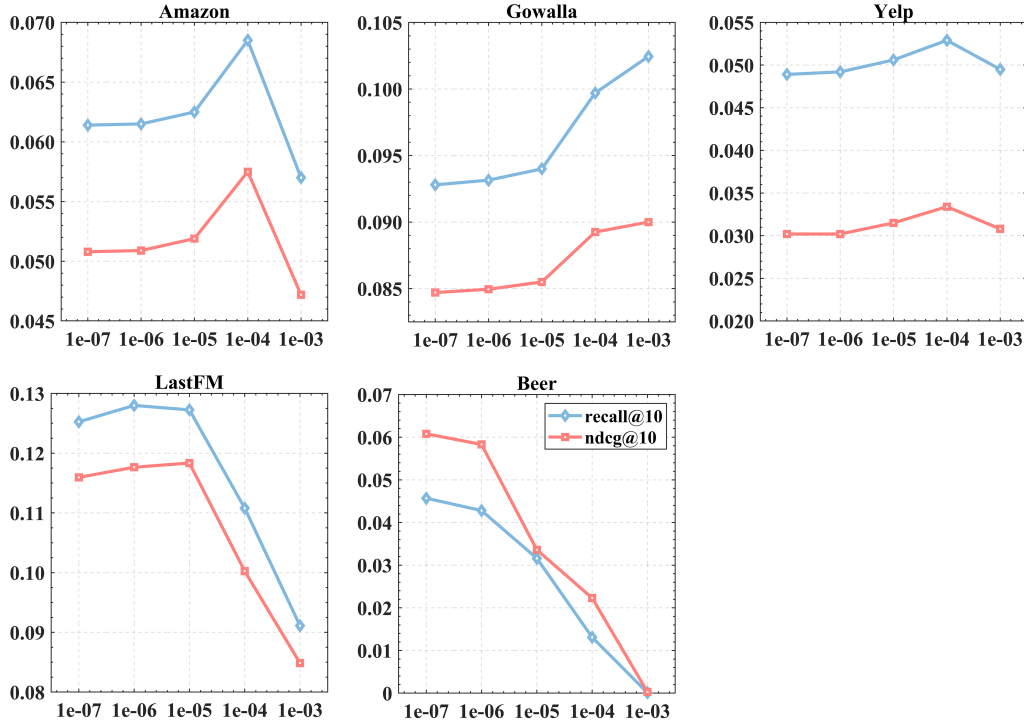 Amazon
0.070
0.065
0.060
0.055
0.050
0.045
1e-07 1e-06 1e-05 1e-04 1e-03
Gowalla
0.105
0.100
0.095
0.090
0.085
1e-07 1e-06 1e-05 1e-04 1e-03
Yelp
0.055
0.050
0.045
0.040
0.035
0.030
0.025
0.020
1e-07 1e-06 1e-05 1e-04 1e-03
LastFM
0.13
0.12
0.11
0.10
0.09
0.08
1e-07 1e-06 1e-05 1e-04 1e-03
Beer
0.07
0.06
0.05
0.04
0.03
0.02
0.01
0
recall@10
ndcg@10
1e-07 1e-06 1e-05 1e-04 1e-03